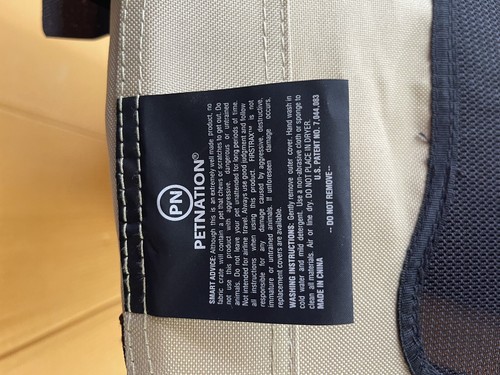 PN
PETNATION®
SMART ADVICE: Although this is an extremely well made product, no
fabric crate will contain a pet that chews or scratches to get out. Do
not use this product with aggressive, dangerous or untrained
animals. Do not leave your pet unattended for long periods of time.
Not intended for airline travel. Always use good judgment and follow
all instructions when using this product. FIRSTRAX™ is not
responsible for any damage caused by aggressive, destructive,
immature or untrained animals. If unforeseen damage occurs,
replacement covers are available.
WASHING INSTRUCTIONS: Gently remove outer cover. Hand wash in
cold water and mild detergent. Use a non-abrasive cloth or sponge to
clean all materials. Air or line dry. DO NOT PLACE IN DRYER.
MADE IN CHINA U.S. PATENT NO. 7,044,083
-- DO NOT REMOVE --